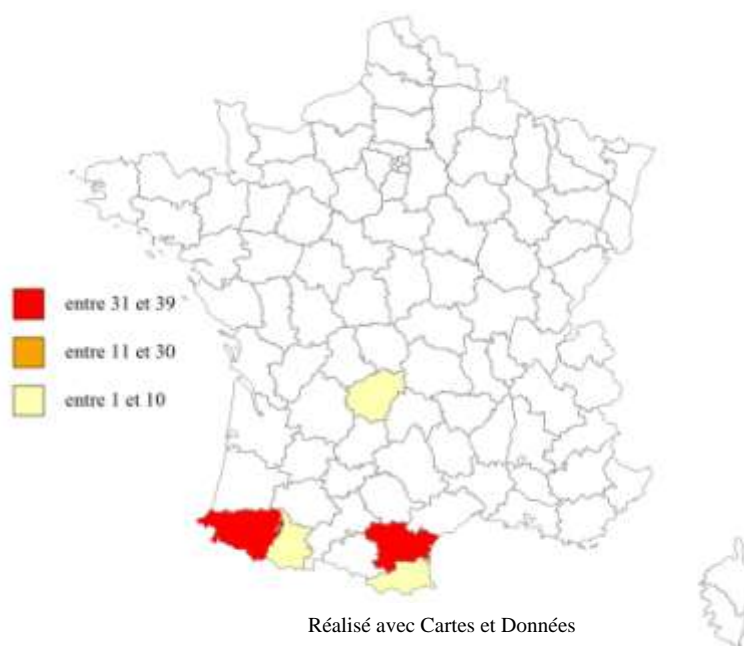 entre 31 et 39
entre 11 et 30
entre 1 et 10
Réalisé avec Cartes et Données